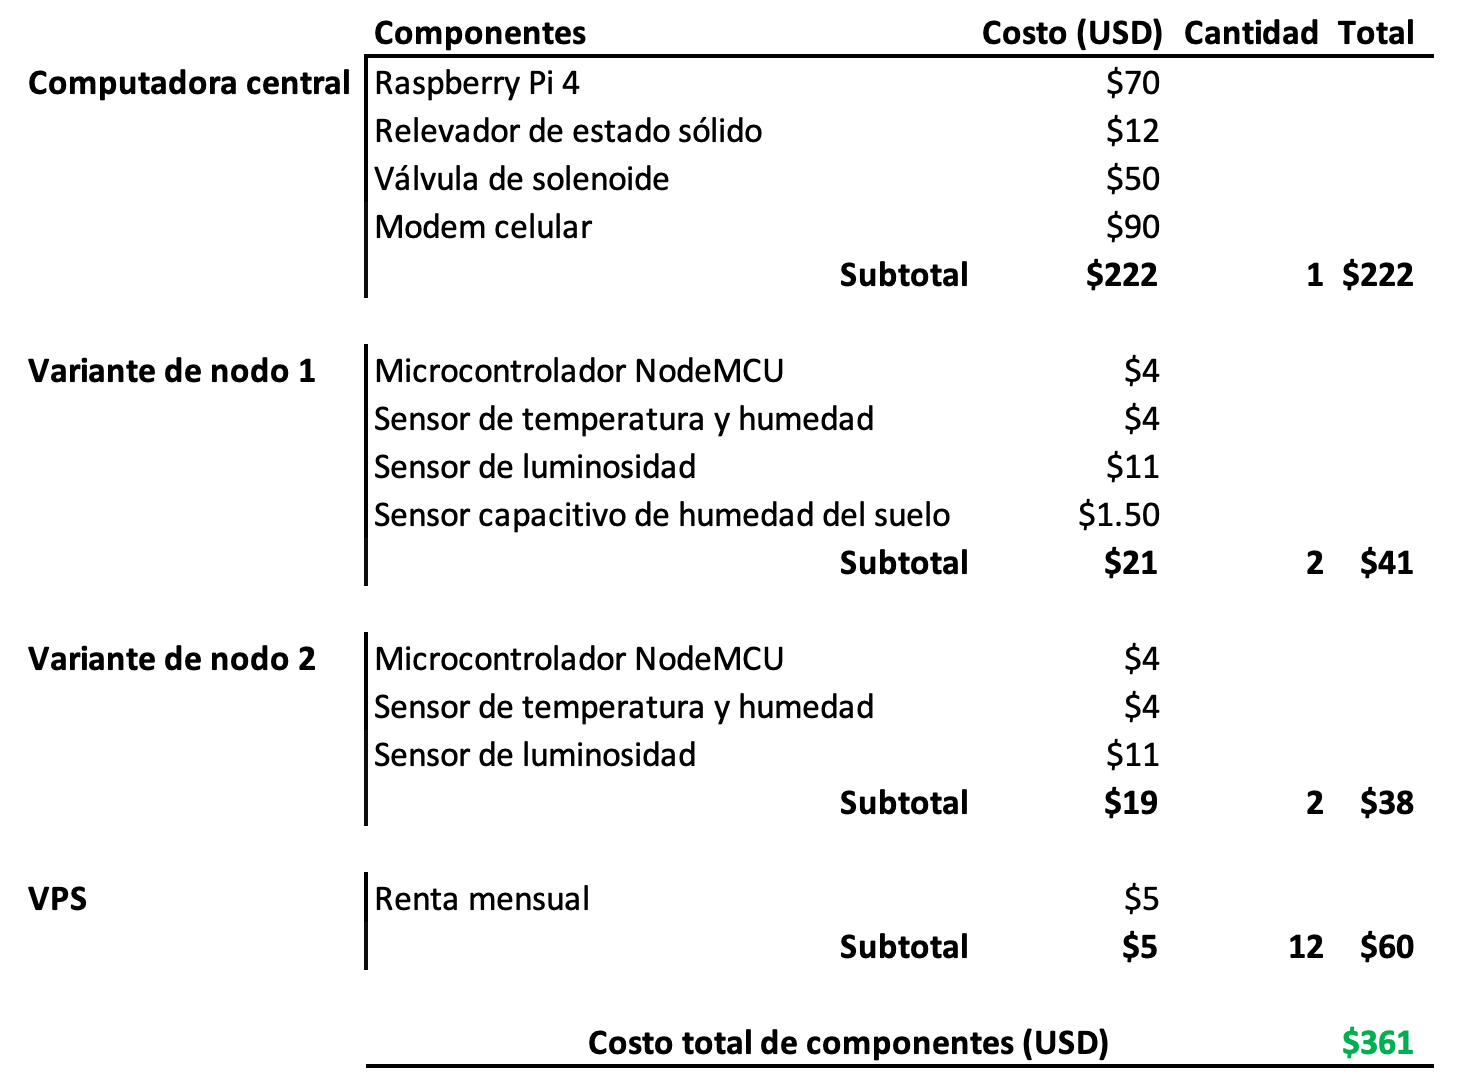 Componentes Costo (USD) Cantidad Total
Computadora central Raspberry Pi 4 $70
Relevador de estado sólido $12
Válvula de solenoide $50
Modem celular $90
Subtotal $222 1 $222
Variante de nodo 1 Microcontrolador NodeMCU $4
Sensor de temperatura y humedad $4
Sensor de luminosidad $11
Sensor capacitivo de humedad del suelo $1.50
Subtotal $21 2 $41
Variante de nodo 2 Microcontrolador NodeMCU $4
Sensor de temperatura y humedad $4
Sensor de luminosidad $11
Subtotal $19 2 $38
VPS Renta mensual $5
Subtotal $5 12 $60
Costo total de componentes (USD) $361